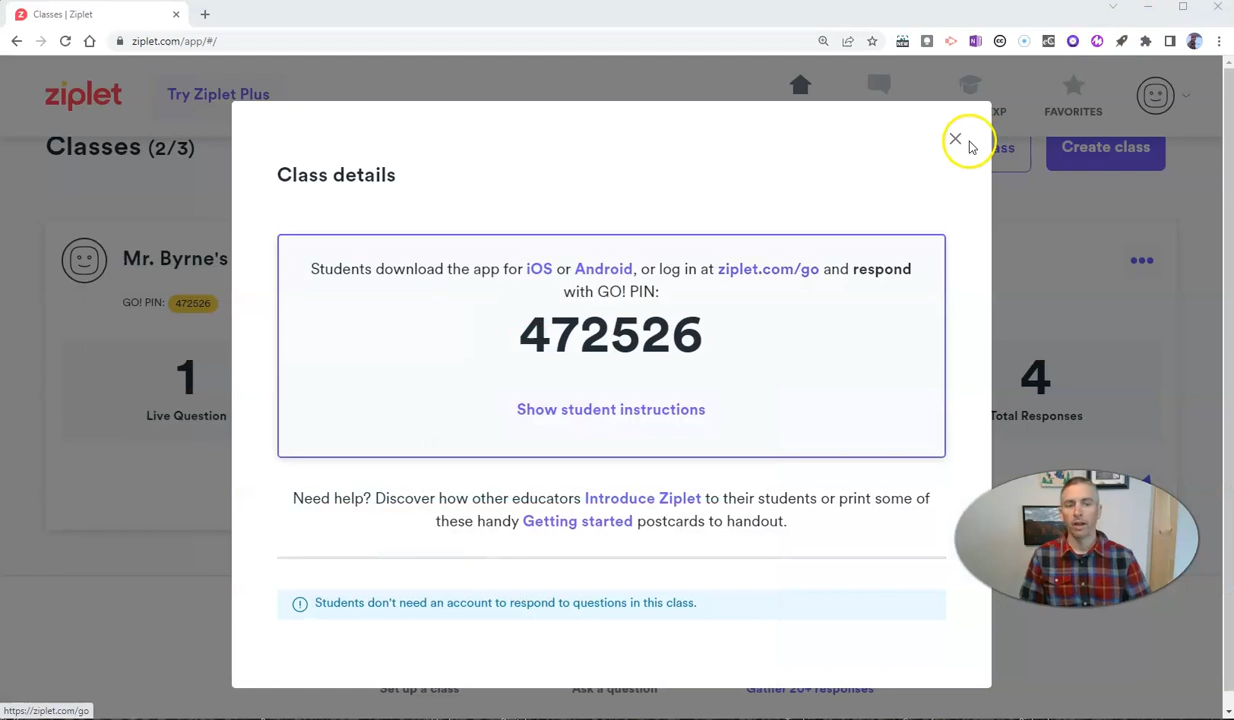 Classes | Ziplet
ziplet.com/app/#/
ziplet
Try Ziplet Plus
XP
FAVORITES
Classes (2/3)
Create class
Class details
Mr. Byrne's
GO! PIN: 472526
Students download the app for iOS or Android, or log in at ziplet.com/go and respond
with GO! PIN:
472526
Show student instructions
1
Live Question
4
Total Responses
Need help? Discover how other educators Introduce Ziplet to their students or print some of
these handy Getting started postcards to handout.
Students don't need an account to respond to questions in this class.
Set up a class
Ask a question
Gather 20+ responses
https://ziplet.com/go